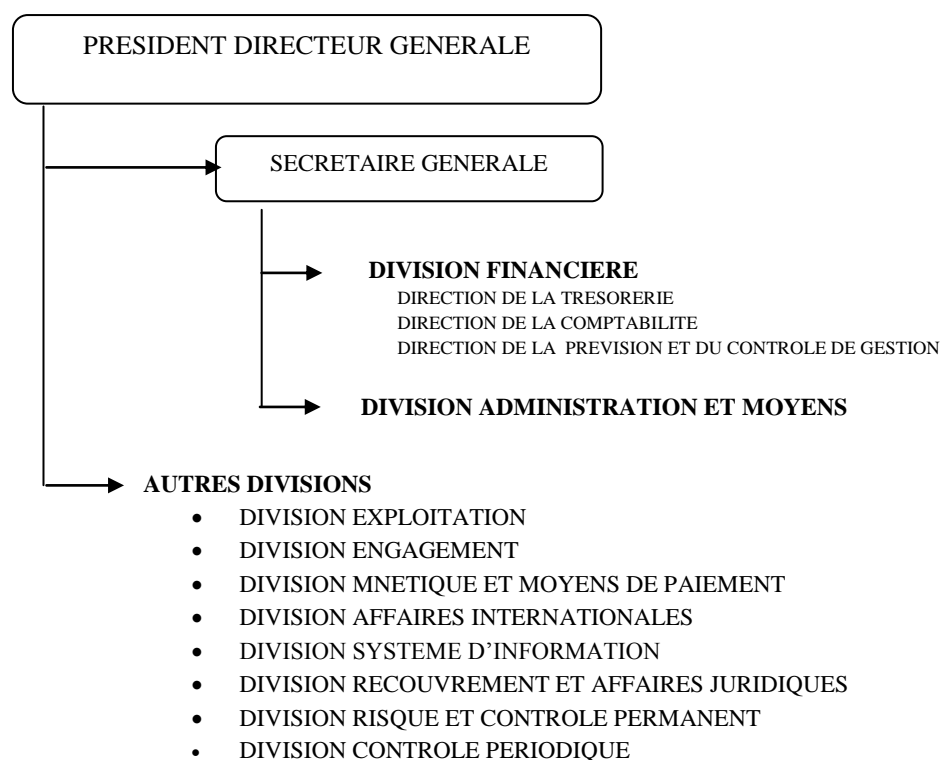 PRESIDENT DIRECTEUR GENERALE
SECRETAIRE GENERALE
DIVISION FINANCIERE
DIRECTION DE LA TRESORERIE
DIRECTION DE LA COMPTABILITE
DIRECTION DE LA PREVISION ET DU CONTROLE DE GESTION
DIVISION ADMINISTRATION ET MOYENS
AUTRES DIVISIONS
• DIVISION EXPLOITATION
• DIVISION ENGAGEMENT
• DIVISION MNETIQUE ET MOYENS DE PAIEMENT
• DIVISION AFFAIRES INTERNATIONALES
• DIVISION SYSTEME D’INFORMATION
• DIVISION RECOUVREMENT ET AFFAIRES JURIDIQUES
• DIVISION RISQUE ET CONTROLE PERMANENT
• DIVISION CONTROLE PERIODIQUE